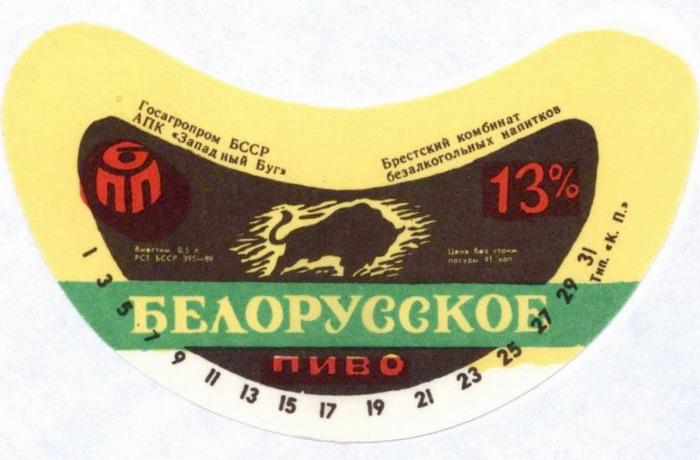 Госагропром БССР
АПК «Западный Буг»
Брестский комбинат
безалкогольных напитков
б
ПП
13%
Вместим. 0,5 л
РСТ БССР 395—89
Цена без стоим.
посуды 41 коп.
БЕЛОРУССКОЕ
ПИВО
1 3 5 7 9 11 13 15 17 19 21 23 25 27 29 31
Тип. «К. П.»